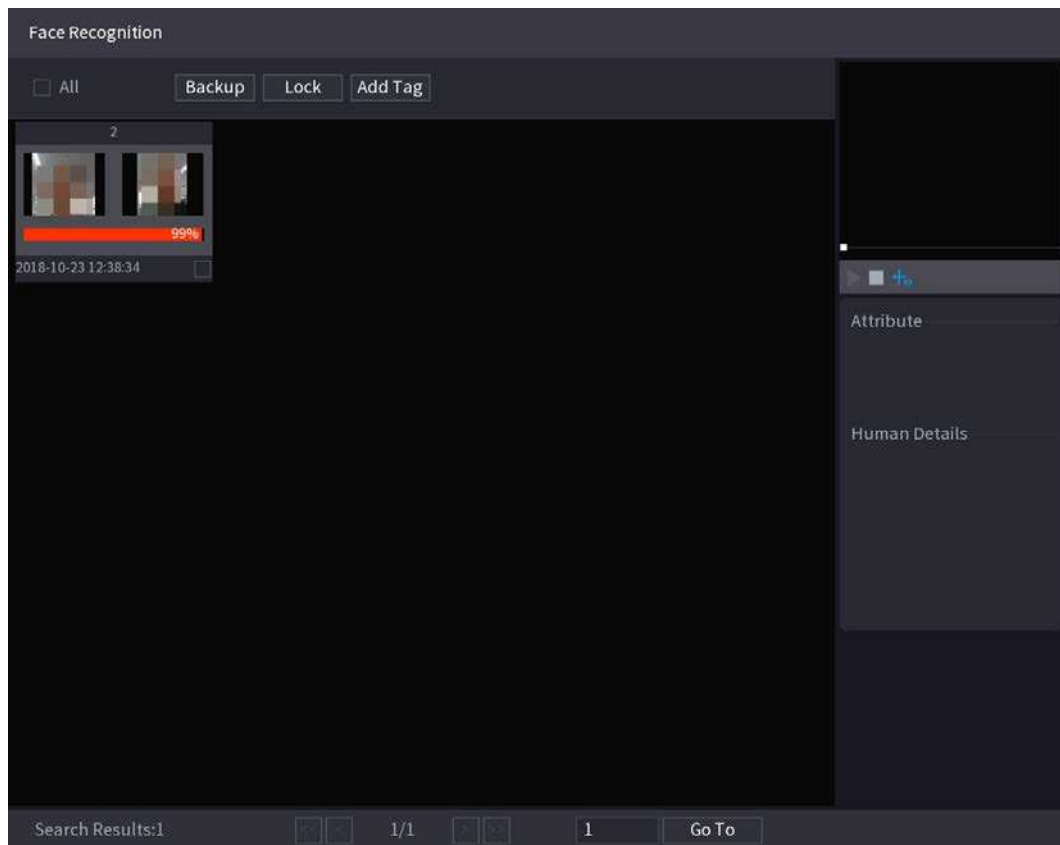 Face Recognition
All Backup Lock Add Tag
2
99%
2018-10-23 12:38:34
Attribute
Human Details
Search Results:1 << < 1/1 > >> 1 Go To